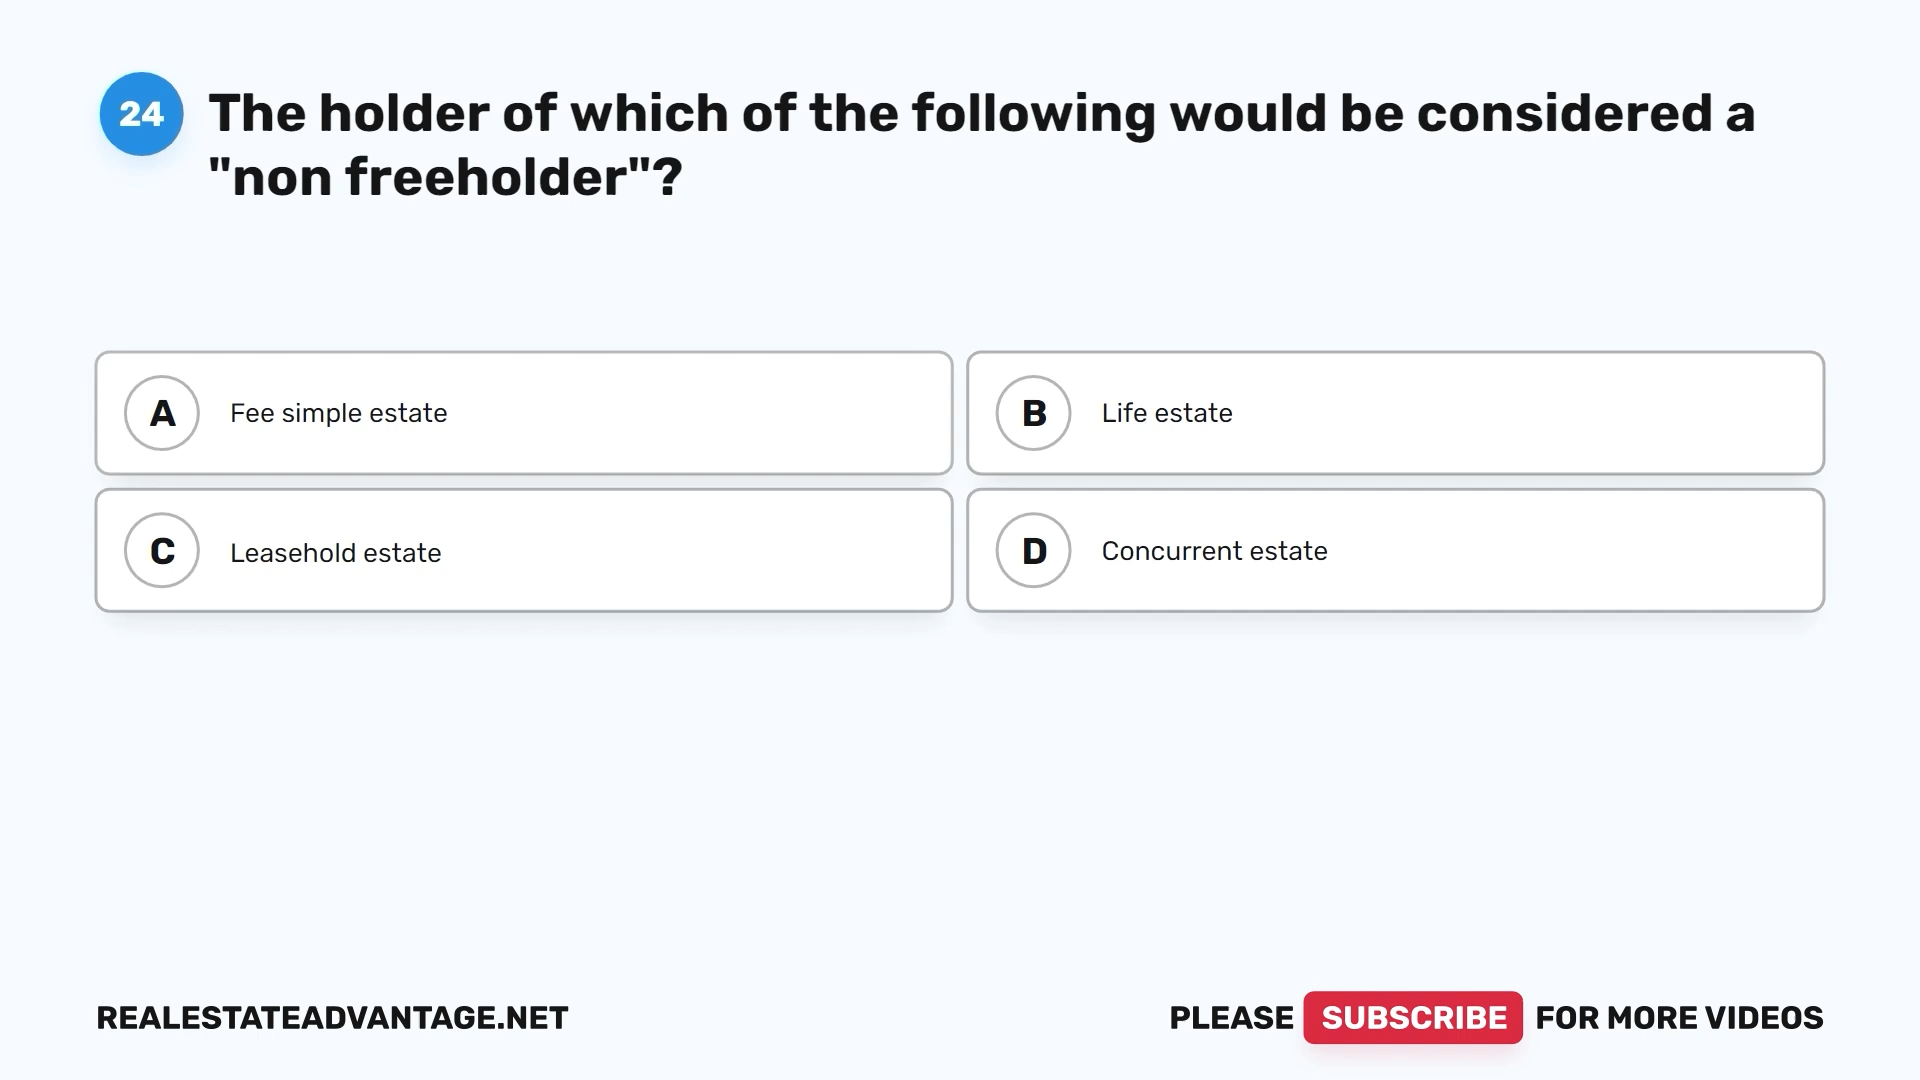 24
The holder of which of the following would be considered a
"non freeholder"?
A Fee simple estate
B Life estate
C Leasehold estate
D Concurrent estate
REALESTATEADVANTAGE.NET
PLEASE SUBSCRIBE FOR MORE VIDEOS